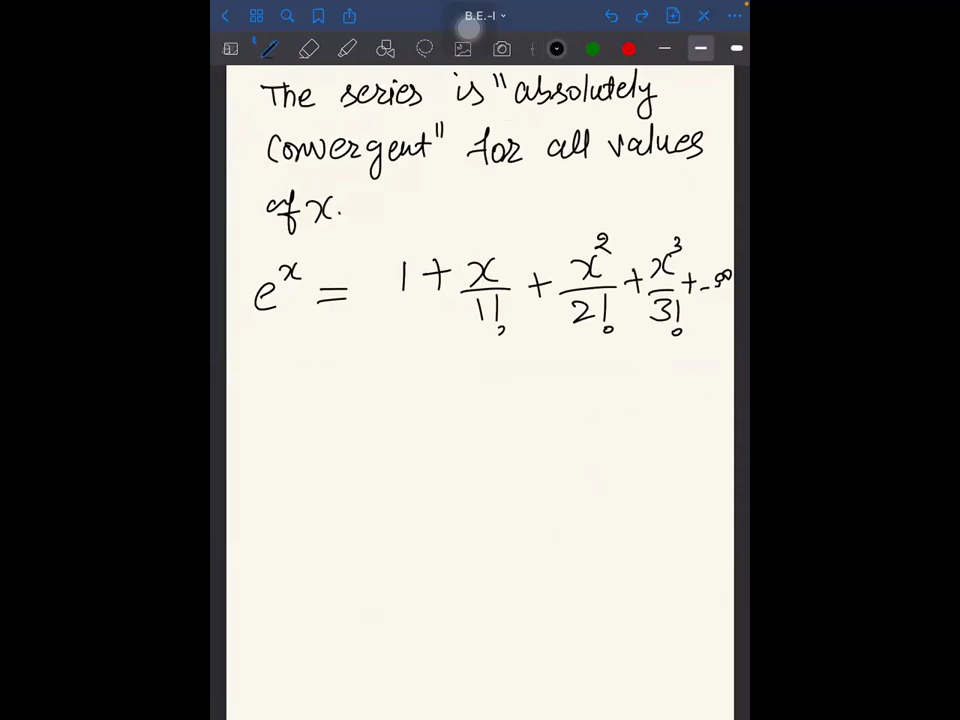 B.E.-I
The series is "absolutely
convergent" for all values
of x.
e^x = 1 + x/1! + x^2/2! + x^3/3! + -- ∞